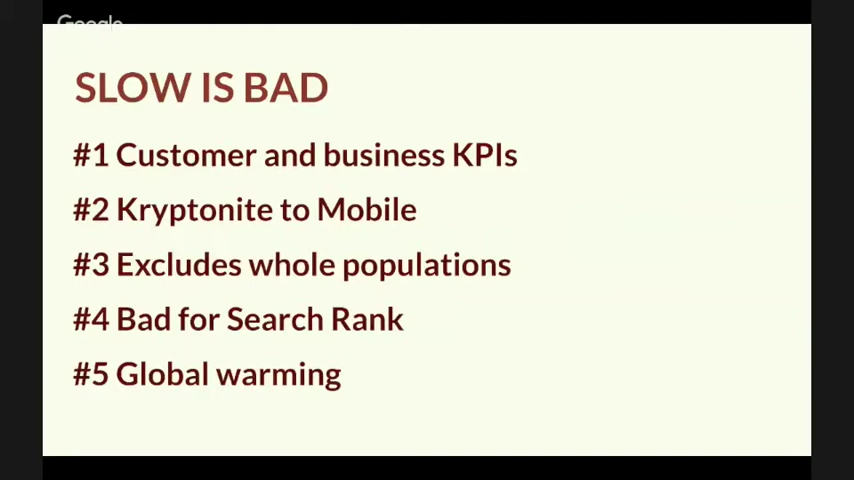 Google
SLOW IS BAD
#1 Customer and business KPIs
#2 Kryptonite to Mobile
#3 Excludes whole populations
#4 Bad for Search Rank
#5 Global warming